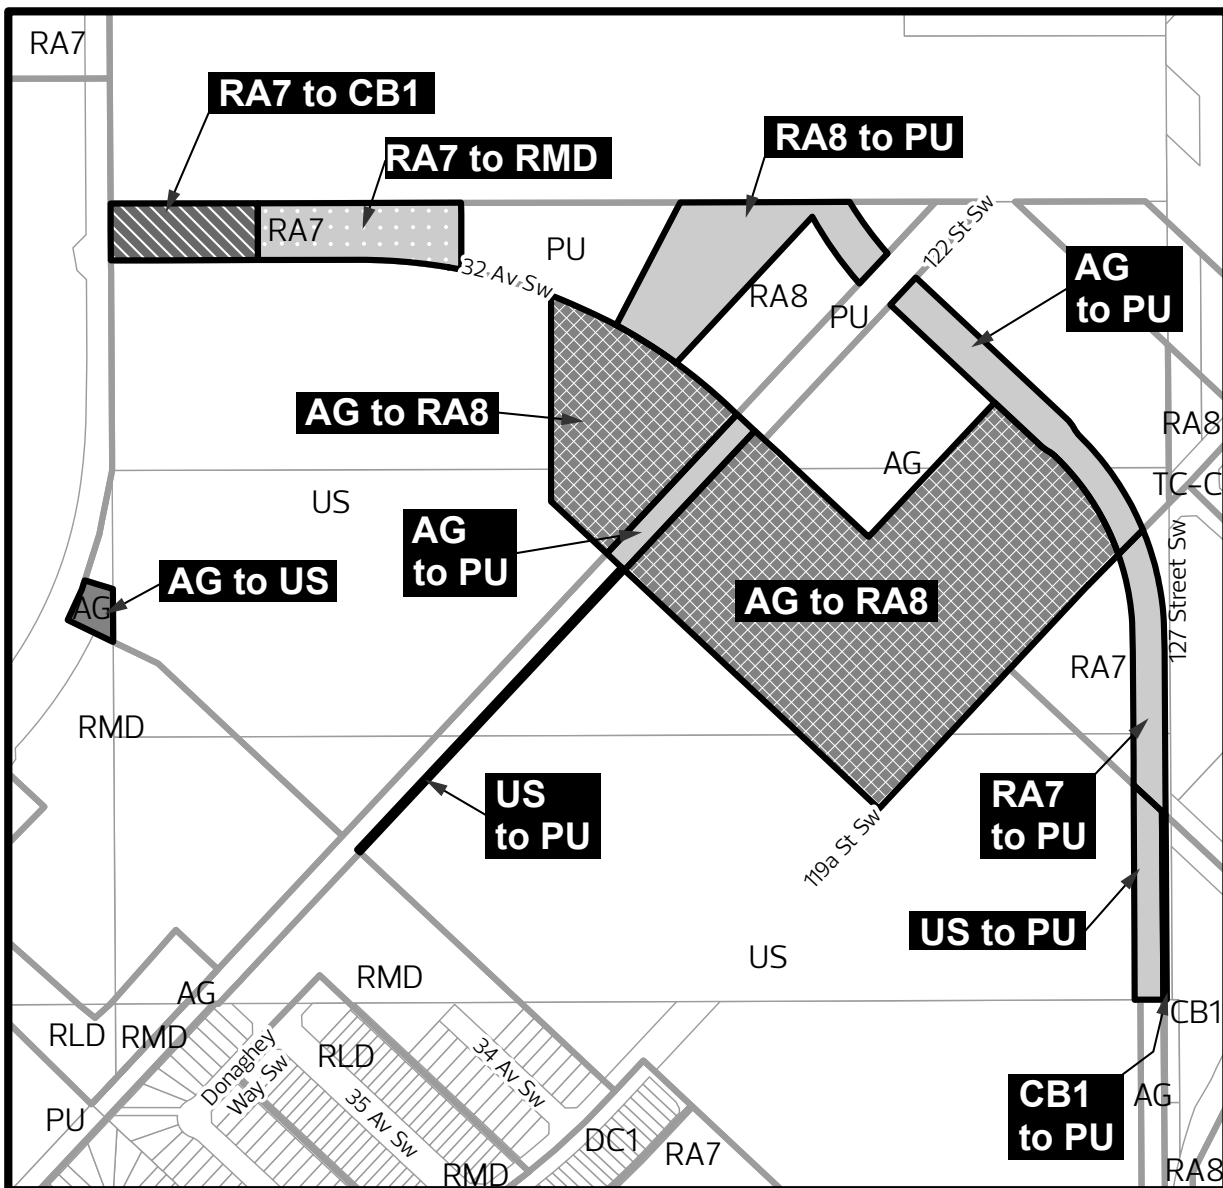 RA7
RA7 to CB1
RA7 to RMD
RA8 to PU
122 St Sw
RA7
PU
32 Av Sw
AG
to PU
RA8
PU
AG to RA8
RA8
AG
TC-C
US
AG
to PU
AG to US
AG
AG to RA8
127 Street Sw
RA7
RMD
US
to PU
RA7
to PU
119a St Sw
US to PU
US
RMD
AG
CB1
RLD
RMD
Donaghey
Way Sw
RLD
34 Av Sw
35 Av Sw
CB1
to PU
AG
PU
DC1
RA7
RMD
RA8